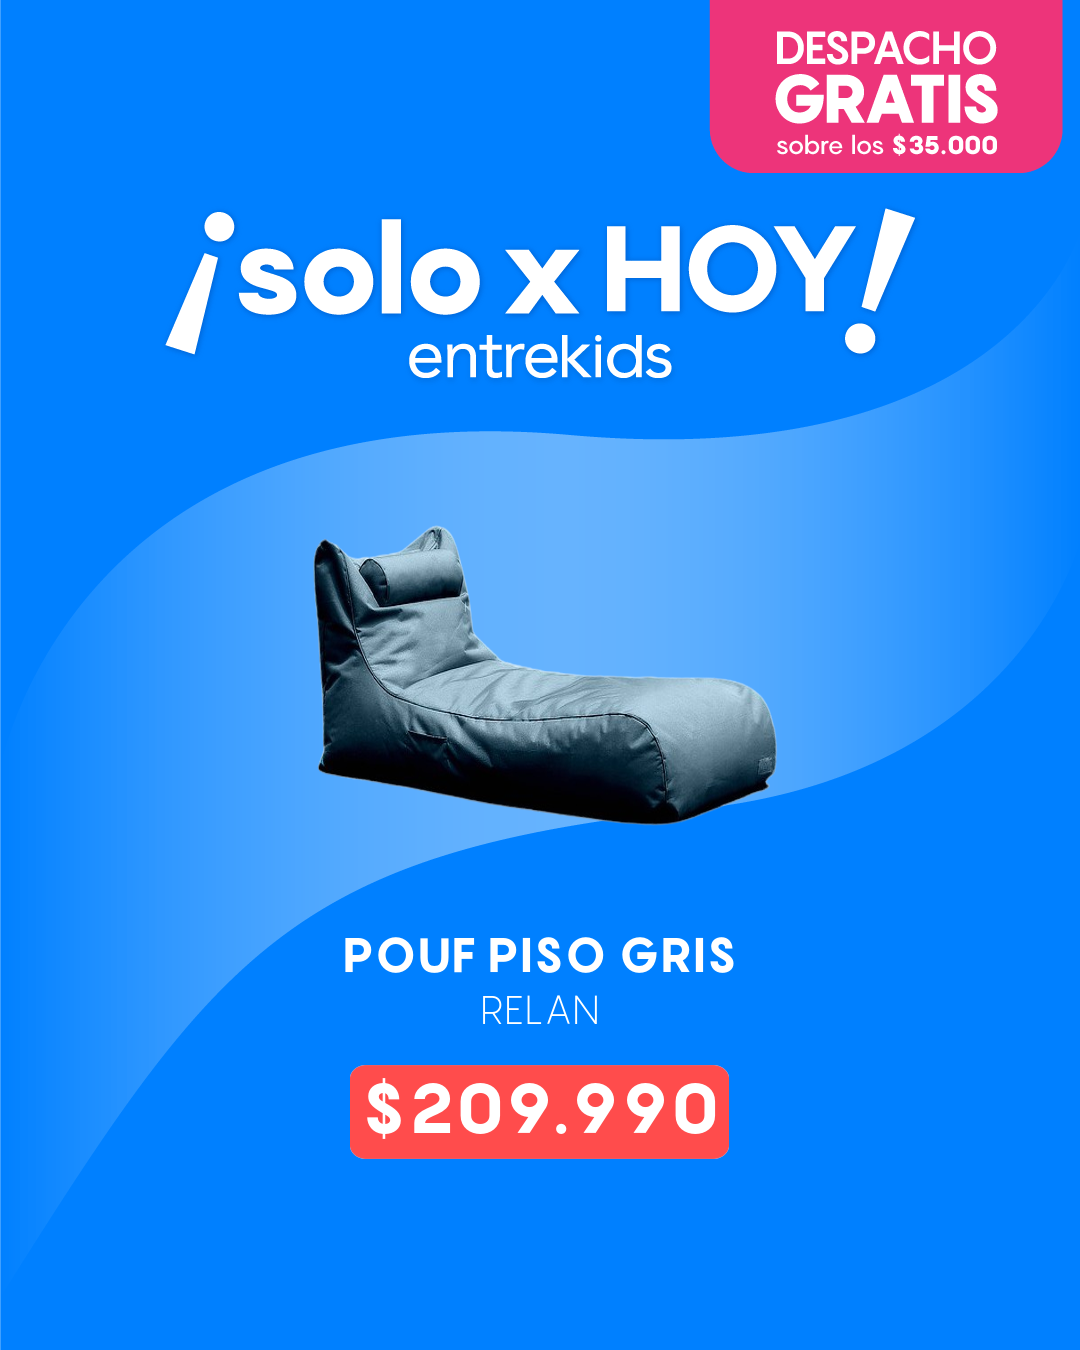 DESPACHO
GRATIS
sobre los $35.000
¡solo x HOY!
entrekids
POUF PISO GRIS
RELAN
$209.990